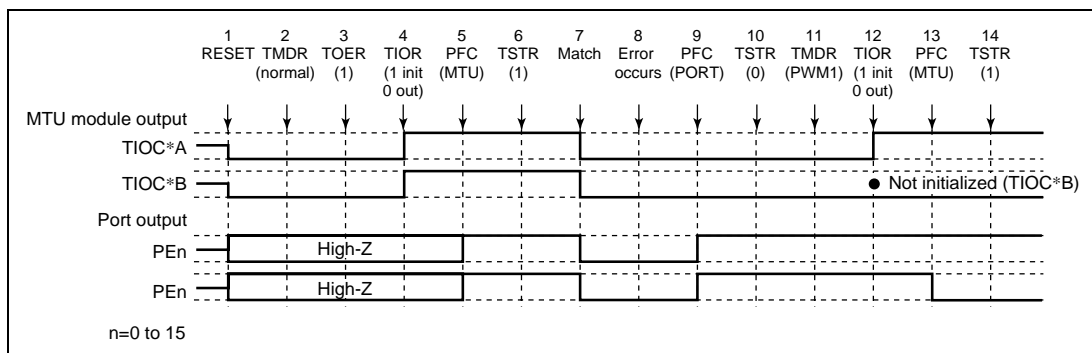 1 2 3 4 5 6 7 8 9 10 11 12 13 14
RESET TMDR TOER TIOR PFC TSTR Match Error PFC TSTR TMDR TIOR PFC TSTR
(normal) (1) (1 init (MTU) (1) occurs (PORT) (0) (PWM1) (1 init (MTU) (1)
0 out) 0 out)
MTU module output
TIOC*A
TIOC*B
● Not initialized (TIOC*B)
Port output
PEn
High-Z
PEn
High-Z
n=0 to 15